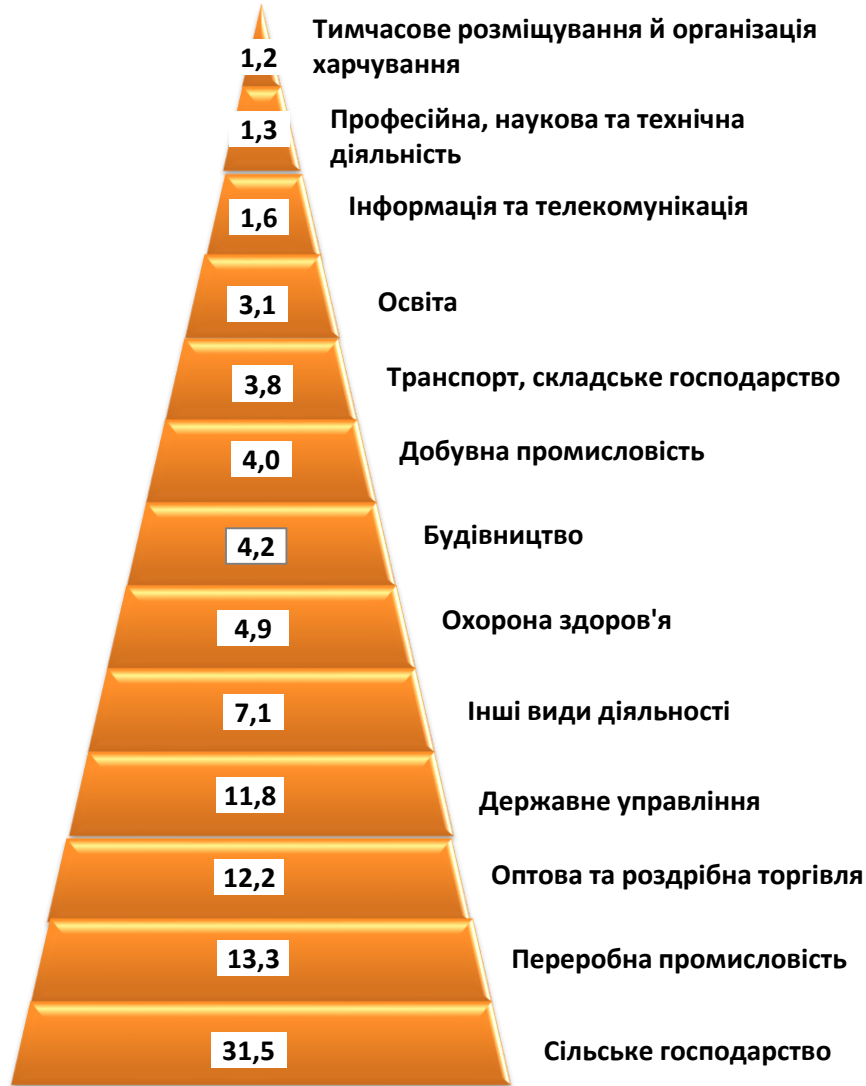 Тимчасове розміщування й організація
1,2
харчування
1,3
Професійна, наукова та технічна
діяльність
1,6
Інформація та телекомунікація
3,1
Освіта
3,8
Транспорт, складське господарство
4,0
Добувна промисловість
4,2
Будівництво
4,9
Охорона здоров'я
7,1
Інші види діяльності
11,8
Державне управління
12,2
Оптова та роздрібна торгівля
13,3
Переробна промисловість
31,5
Сільське господарство